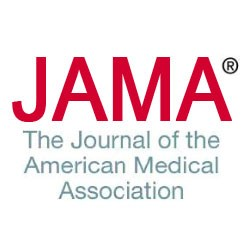 JAMA®
The Journal of the
American Medical
Association